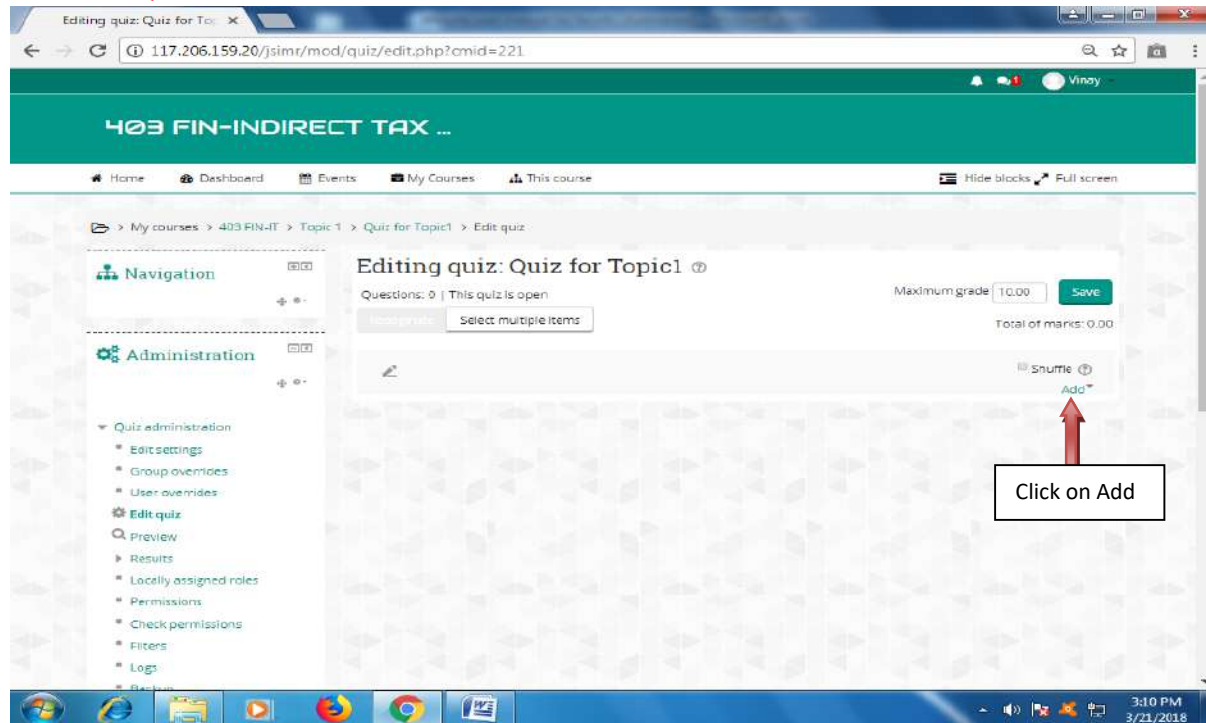 Editing quiz: Quiz for To
117.206.159.20/jsimr/mod/quiz/edit.php?cmid=221
1 Vinay
403 FIN-INDIRECT TAX ...
Home Dashboard Events My Courses This course Hide blocks Full screen
> My courses > 403 FIN-IT > Topic 1 > Quiz for Topic1 > Edit quiz
Navigation
Editing quiz: Quiz for Topic1
Questions: 0 | This quiz is open
Maximum grade 10.00 Save
Repaginate Select multiple items
Total of marks: 0.00
Administration
Shuffle
Add
Click on Add
Quiz administration
Edit settings
Group overrides
User overrides
Edit quiz
Preview
Results
Locally assigned roles
Permissions
Check permissions
Filters
Logs
Backup
3:10 PM
3/21/2018